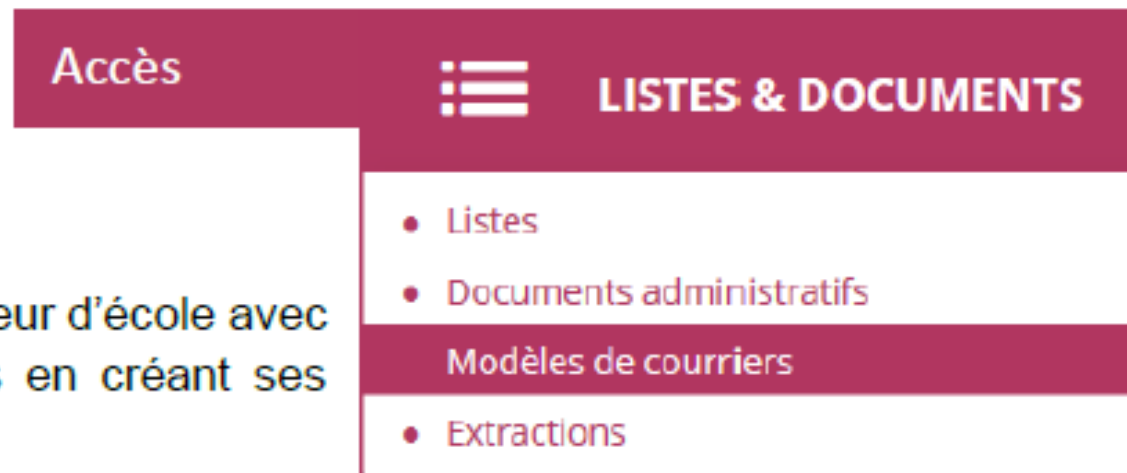 Accès
LISTES & DOCUMENTS
Listes
Documents administratifs
eur d'école avec
Modèles de courriers
s en créant ses
Extractions